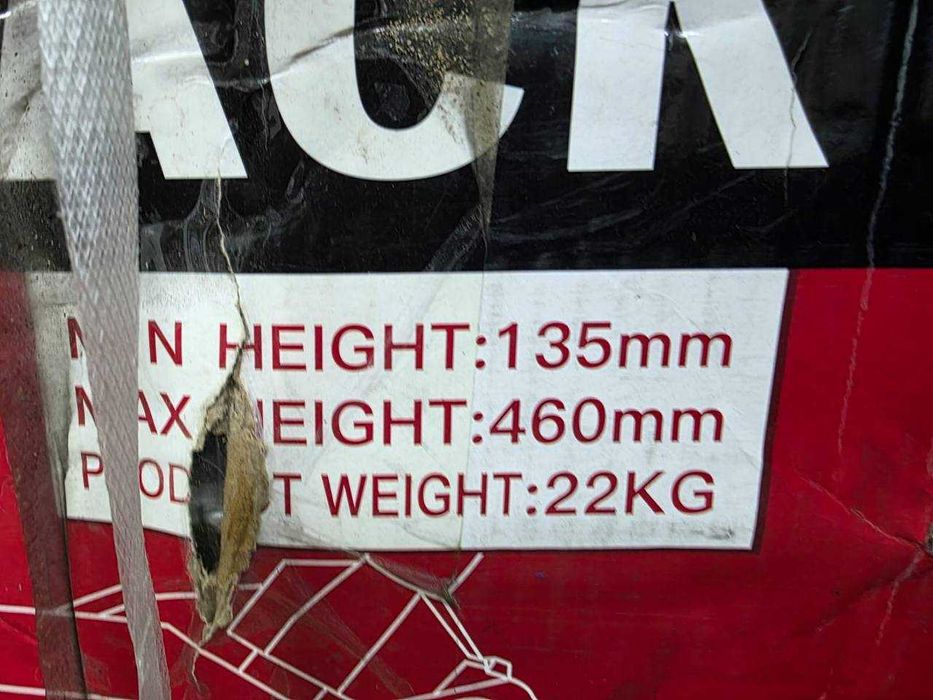 ACK
MIN HEIGHT:135mm
MAX HEIGHT:460mm
PRODUCT WEIGHT:22KG